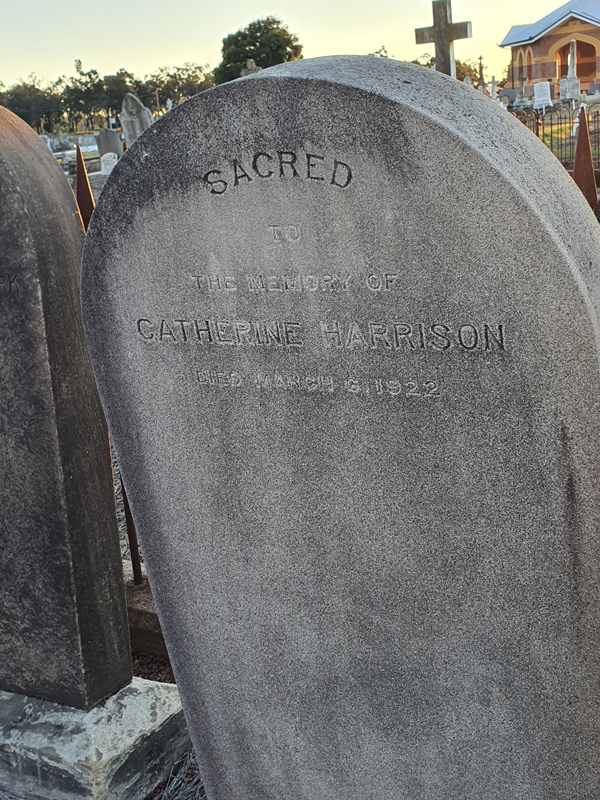 SACRED
TO
THE MEMORY OF
CATHERINE HARRISON
DIED MARCH 6, 1922